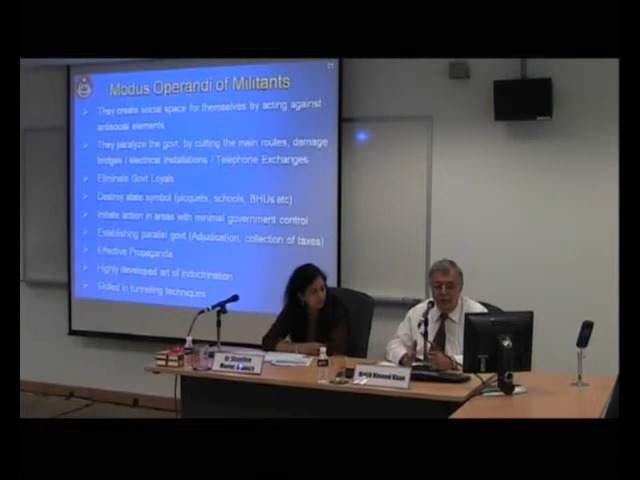 Modus Operandi of Militants
They create social space for themselves by acting against
antisocial elements
They paralyze the govt. by cutting the main routes, damage
bridges / electrical installations / Telephone Exchanges
Eliminate Govt Loyals
Destroy state symbol (picquets, schools, BHUs etc)
Initiate action in areas with minimal government control
Establishing parallel govt (Adjudication, collection of taxes)
Effective Propaganda
Highly developed art of indoctrination
Skilled in tunneling techniques
Dr
Khan